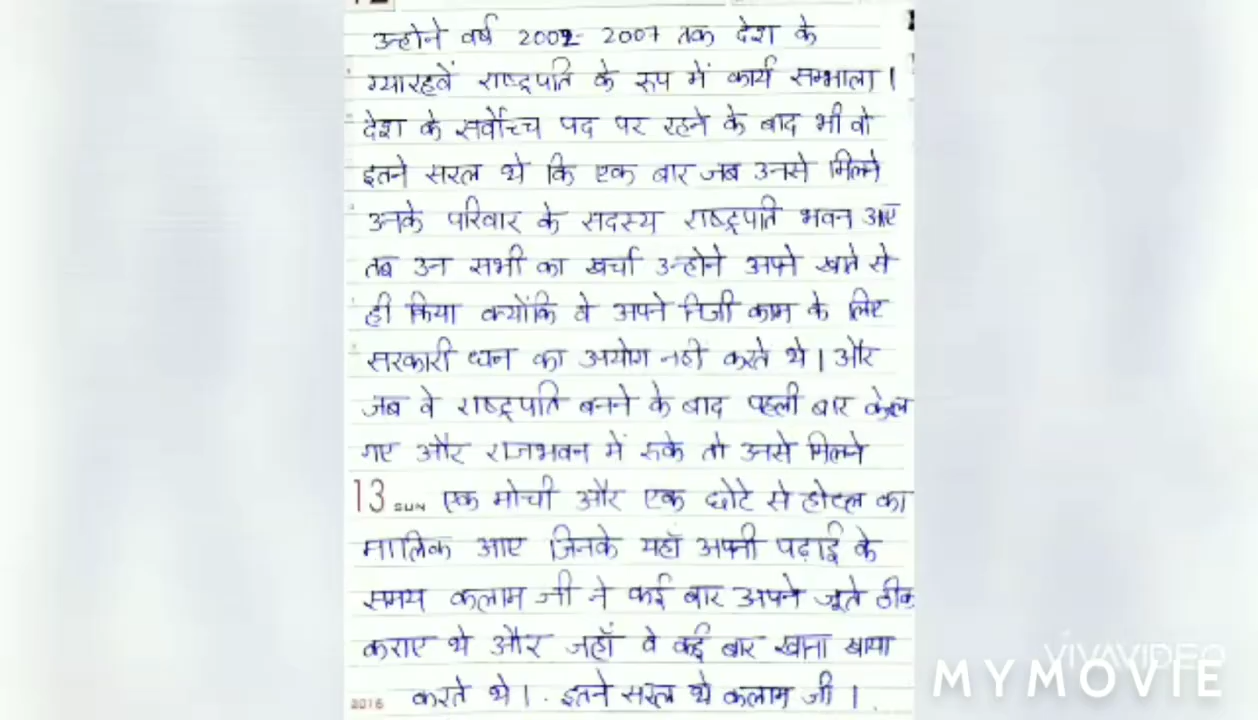 उन्होने वर्ष 2002- 2007 तक देश के
ग्यारहवें राष्ट्रपति के रूप में कार्य सम्भाला।
देश के सर्वोच्च पद पर रहने के बाद भी वो
इतने सरल थे कि एक बार जब उनसे मिलने
उनके परिवार के सदस्य राष्ट्रपति भवन आए
तब उन सभी का खर्चा उन्होने अपने खाते से
ही किया क्योंकि वे अपने निजी काम के लिए
सरकारी धन का नही करते थे। और
जब वे राष्ट्रपति बनने के बाद पहली बार केरल
गए और राजभवन में रुके तो उनसे मिलने
13 SUN एक मोची और एक छोटे से होटल का
मालिक आए जिनके यहाँ अपनी पढ़ाई के
समय कलाम जी ने कई बार अपने जूते ठीक
कराए थे और जहाँ वे कई बार खाना खाया
2016 करते थे।. इतने सरल थे कलाम जी।
VIVAVIDEO
MYMOVIE